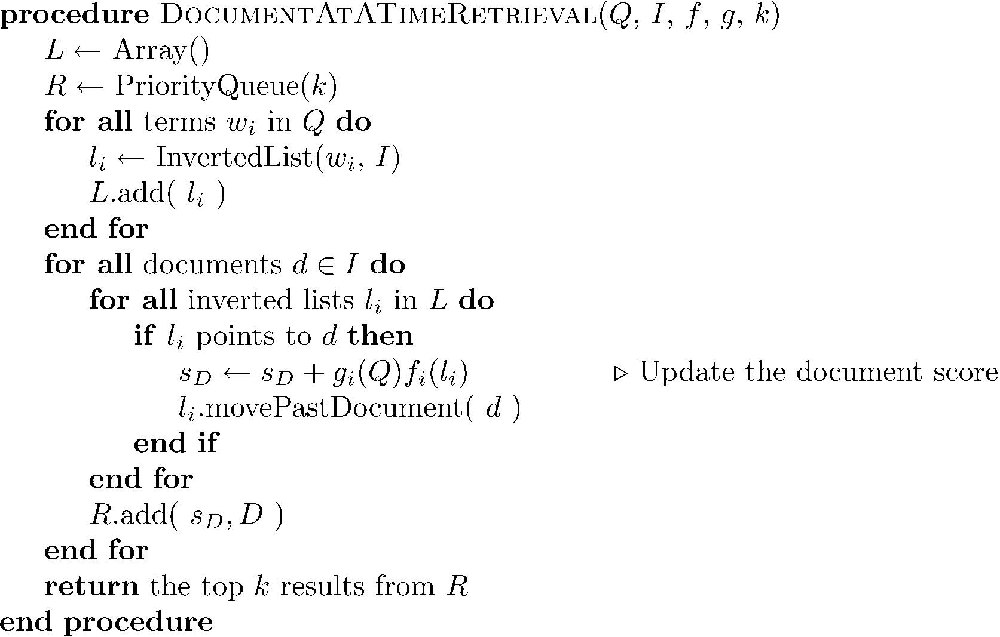 procedure DOCUMENTATATIMERETRIEVAL(Q, I, f, g, k)
L ← Array()
R ← PriorityQueue(k)
for all terms w_i in Q do
l_i ← InvertedList(w_i, I)
L.add( l_i )
end for
for all documents d ∈ I do
for all inverted lists l_i in L do
if l_i points to d then
s_D ← s_D + g_i(Q)f_i(l_i) ▷ Update the document score
l_i.movePastDocument( d )
end if
end for
R.add( s_D, D )
end for
return the top k results from R
end procedure